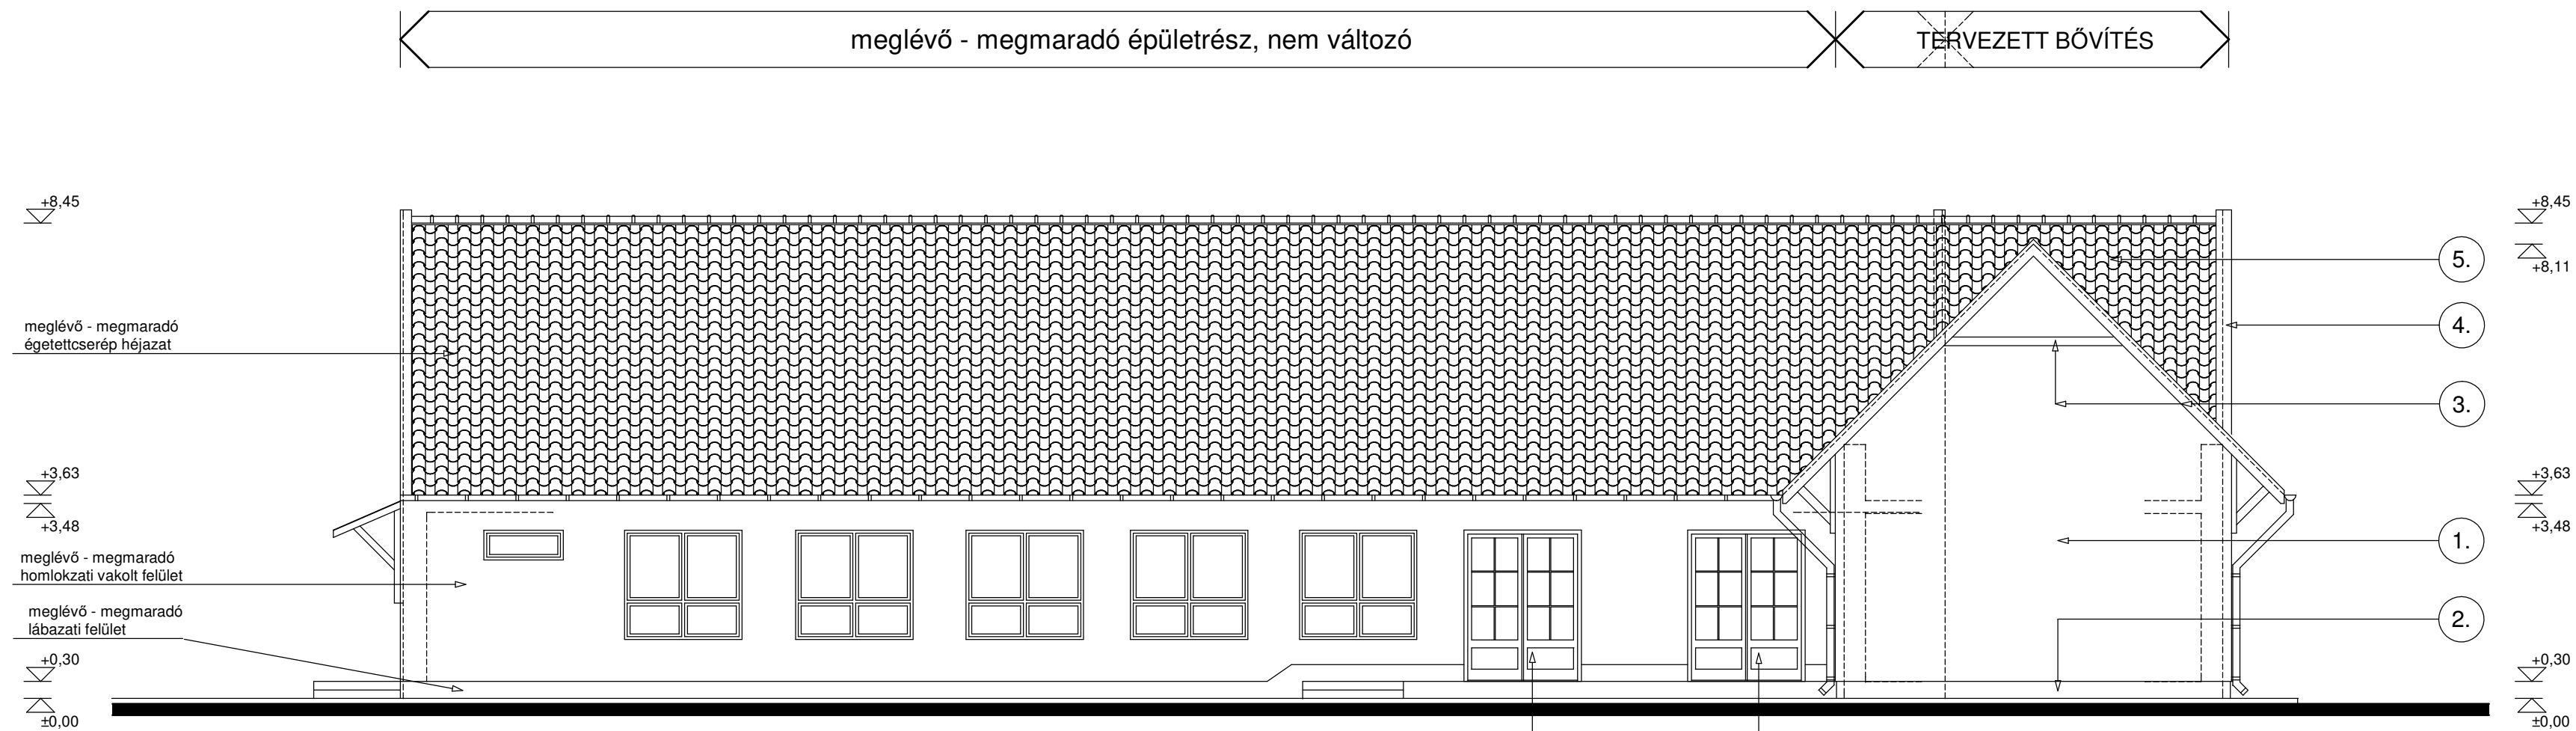 meglévő - megmaradó épületrész, nem változó
TERVEZETT BŐVÍTÉS
+8,45
+8,45
5.
+8,11
4.
meglévő - megmaradó
égetettcserép héjazat
3.
+3,63
+3,63
+3,48
+3,48
1.
meglévő - megmaradó
homlokzati vakolt felület
meglévő - megmaradó
lábazati felület
2.
+0,30
+0,30
±0,00
±0,00